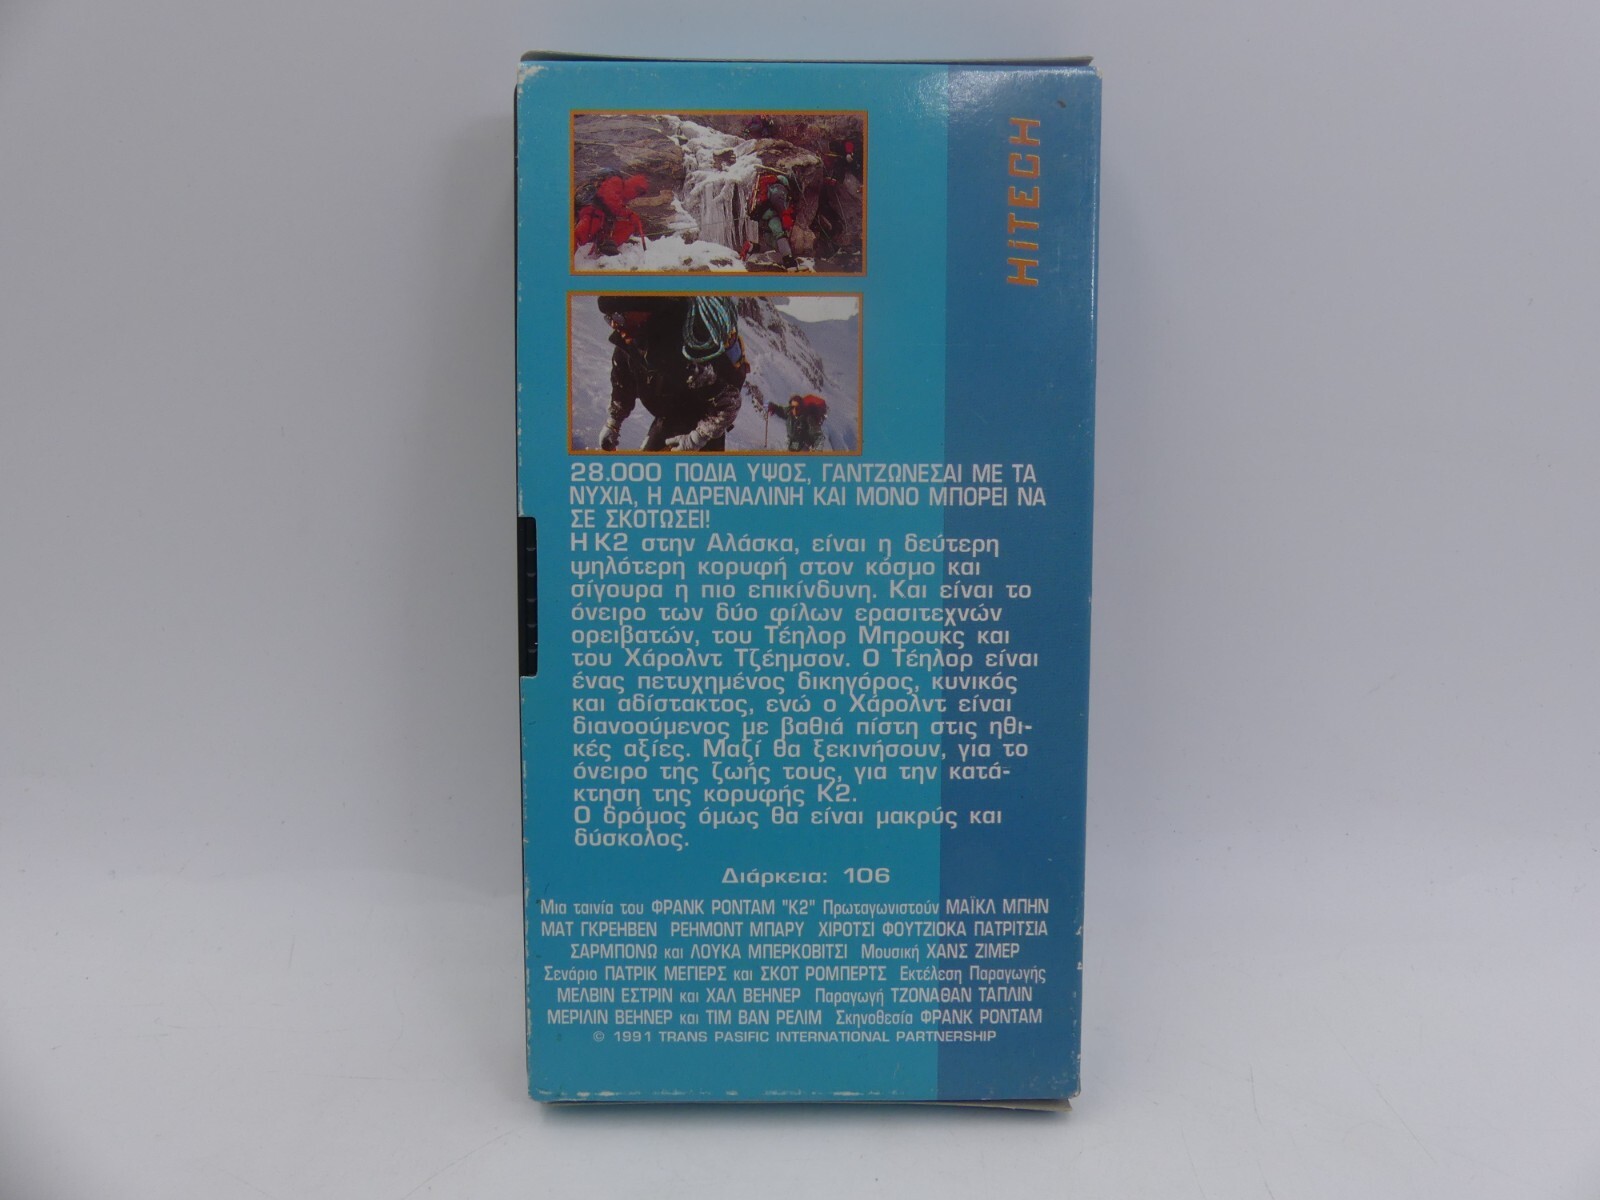 HiTECH
28.000 ΠΟΔΙΑ ΥΨΟΣ, ΓΑΝΤΖΩΝΕΣΑΙ ΜΕ ΤΑ
ΝΥΧΙΑ, Η ΑΔΡΕΝΑΛΙΝΗ ΚΑΙ ΜΟΝΟ ΜΠΟΡΕΙ ΝΑ
ΣΕ ΣΚΟΤΩΣΕΙ!
Η Κ2 στην Αλάσκα, είναι η δεύτερη
ψηλότερη κορυφή στον κόσμο και
σίγουρα η πιο επικίνδυνη. Και είναι το
όνειρο των δύο φίλων ερασιτεχνών
ορειβατών, του Τέηλορ Μπρουκς και
του Χάρολντ Τζέημσον. Ο Τέηλορ είναι
ένας πετυχημένος δικηγόρος, κυνικός
και αδίστακτος, ενώ ο Χάρολντ είναι
διανοούμενος με βαθιά πίστη στις ηθι-
κές αξίες. Μαζί θα ξεκινήσουν, για το
όνειρο της ζωής τους, για την κατά-
κτηση της κορυφής Κ2.
Ο δρόμος όμως θα είναι μακρύς και
δύσκολος.
Διάρκεια: 106
Μια ταινία του ΦΡΑΝΚ ΡΟΝΤΑΜ "Κ2" Πρωταγωνιστούν ΜΑΪΚΛ ΜΠΗΝ
ΜΑΤ ΓΚΡΕΗΒΕΝ ΡΕΗΜΟΝΤ ΜΠΑΡΥ ΧΙΡΟΤΣΙ ΦΟΥΤΖΙΟΚΑ ΠΑΤΡΙΤΣΙΑ
ΣΑΡΜΠΟΝΩ και ΛΟΥΚΑ ΜΠΕΡΚΟΒΙΤΣΙ Μουσική ΧΑΝΣ ΖΙΜΕΡ
Σενάριο ΠΑΤΡΙΚ ΜΕΓΙΕΡΣ και ΣΚΟΤ ΡΟΜΠΕΡΤΣ Εκτέλεση Παραγωγής
ΜΕΛΒΙΝ ΕΣΤΡΙΝ και ΧΑΛ ΒΕΗΝΕΡ Παραγωγή ΤΖΟΝΑΘΑΝ ΤΑΠΛΙΝ
ΜΕΡΙΛΙΝ ΒΕΗΝΕΡ και ΤΙΜ ΒΑΝ ΡΕΛΙΜ Σκηνοθεσία ΦΡΑΝΚ ΡΟΝΤΑΜ
© 1991 TRANS PASIFIC INTERNATIONAL PARTNERSHIP